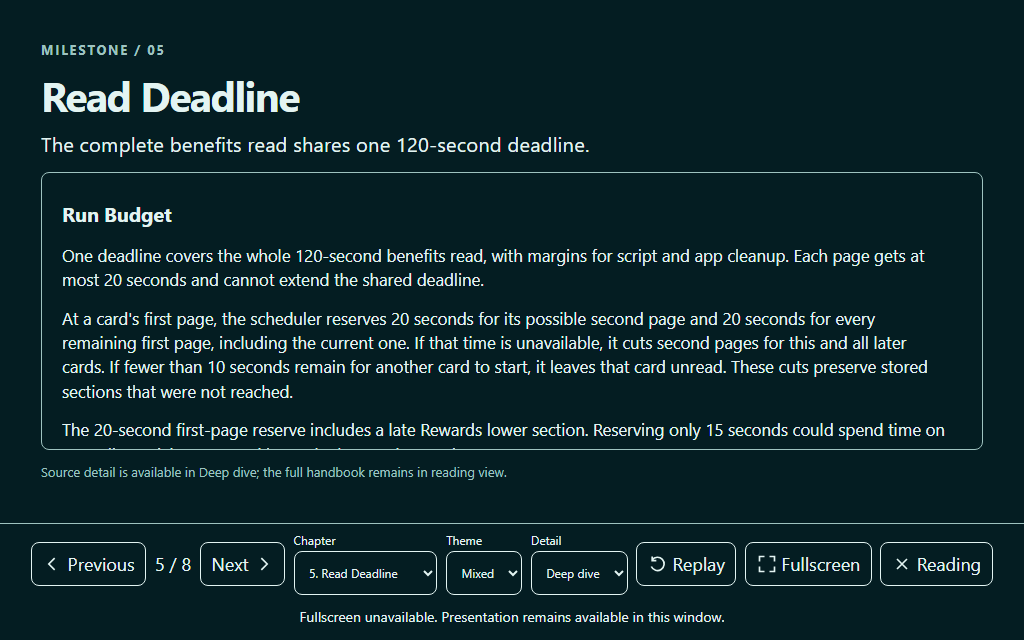 MILESTONE / 05
Read Deadline
The complete benefits read shares one 120-second deadline.
Run Budget
One deadline covers the whole 120-second benefits read, with margins for script and app cleanup. Each page gets at
most 20 seconds and cannot extend the shared deadline.
At a card's first page, the scheduler reserves 20 seconds for its possible second page and 20 seconds for every
remaining first page, including the current one. If that time is unavailable, it cuts second pages for this and all later
cards. If fewer than 10 seconds remain for another card to start, it leaves that card unread. These cuts preserve stored
sections that were not reached.
The 20-second first-page reserve includes a late Rewards lower section. Reserving only 15 seconds could spend time on
Source detail is available in Deep dive; the full handbook remains in reading view.
Chapter Theme Detail
Previous 5 / 8 Next 5. Read Deadline Mixed Deep dive Replay Fullscreen Reading
Fullscreen unavailable. Presentation remains available in this window.